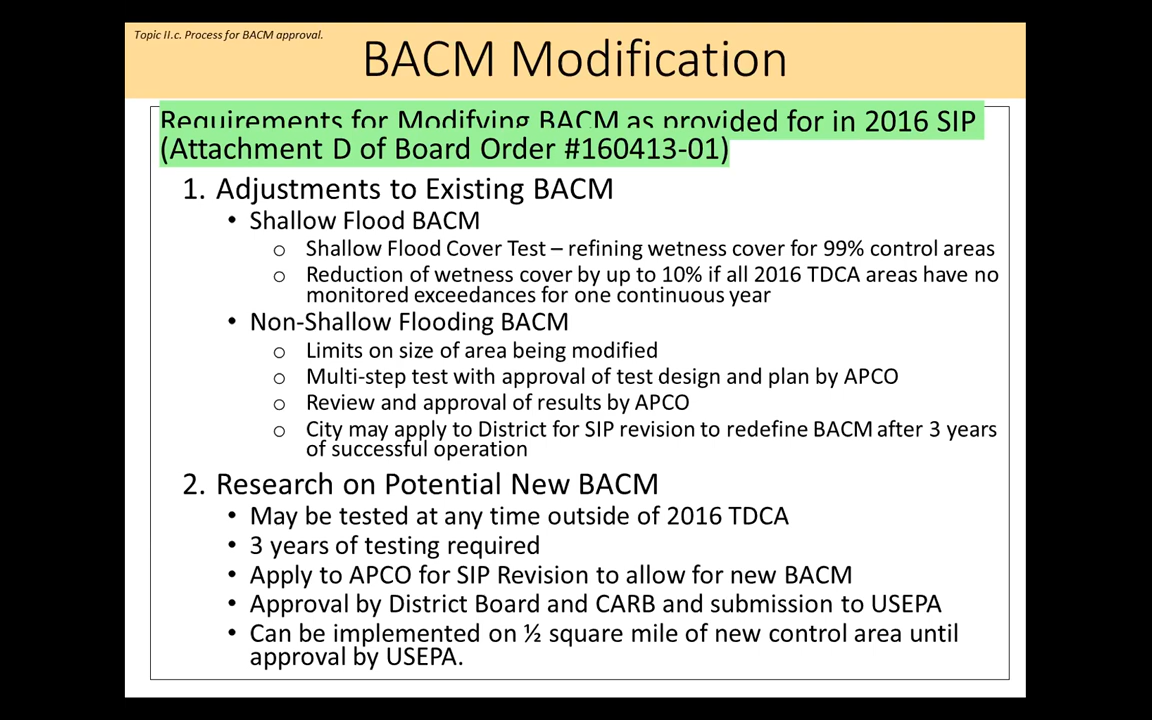 Topic II.c. Process for BACM approval.
BACM Modification
Requirements for Modifying BACM as provided for in 2016 SIP
(Attachment D of Board Order #160413-01)
1. Adjustments to Existing BACM
• Shallow Flood BACM
o Shallow Flood Cover Test – refining wetness cover for 99% control areas
o Reduction of wetness cover by up to 10% if all 2016 TDCA areas have no
monitored exceedances for one continuous year
• Non-Shallow Flooding BACM
o Limits on size of area being modified
o Multi-step test with approval of test design and plan by APCO
o Review and approval of results by APCO
o City may apply to District for SIP revision to redefine BACM after 3 years
of successful operation
2. Research on Potential New BACM
• May be tested at any time outside of 2016 TDCA
• 3 years of testing required
• Apply to APCO for SIP Revision to allow for new BACM
• Approval by District Board and CARB and submission to USEPA
• Can be implemented on ½ square mile of new control area until
approval by USEPA.